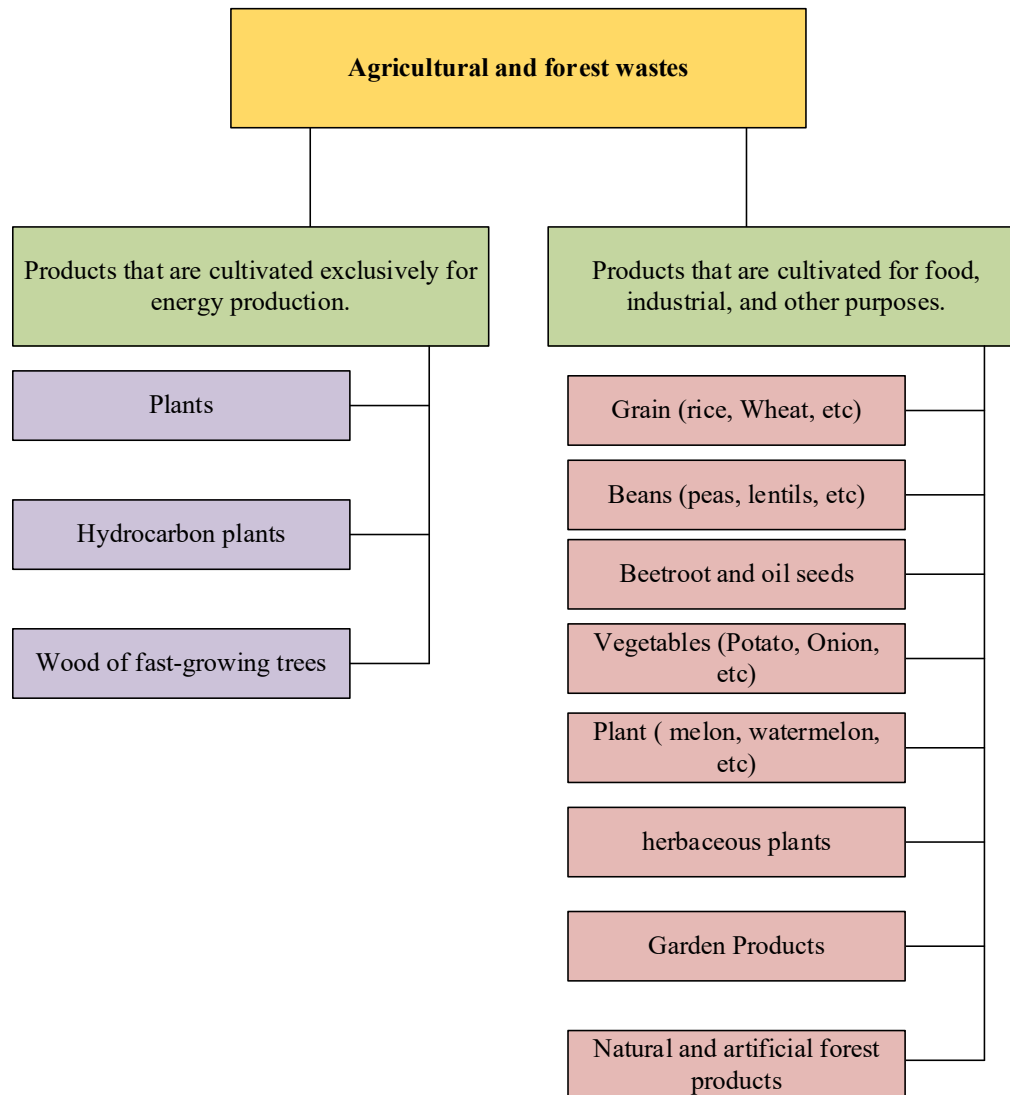 Agricultural and forest wastes
Products that are cultivated exclusively for
energy production.
Plants
Hydrocarbon plants
Wood of fast-growing trees
Products that are cultivated for food,
industrial, and other purposes.
Grain (rice, Wheat, etc)
Beans (peas, lentils, etc)
Beetroot and oil seeds
Vegetables (Potato, Onion,
etc)
Plant ( melon, watermelon,
etc)
herbaceous plants
Garden Products
Natural and artificial forest
products